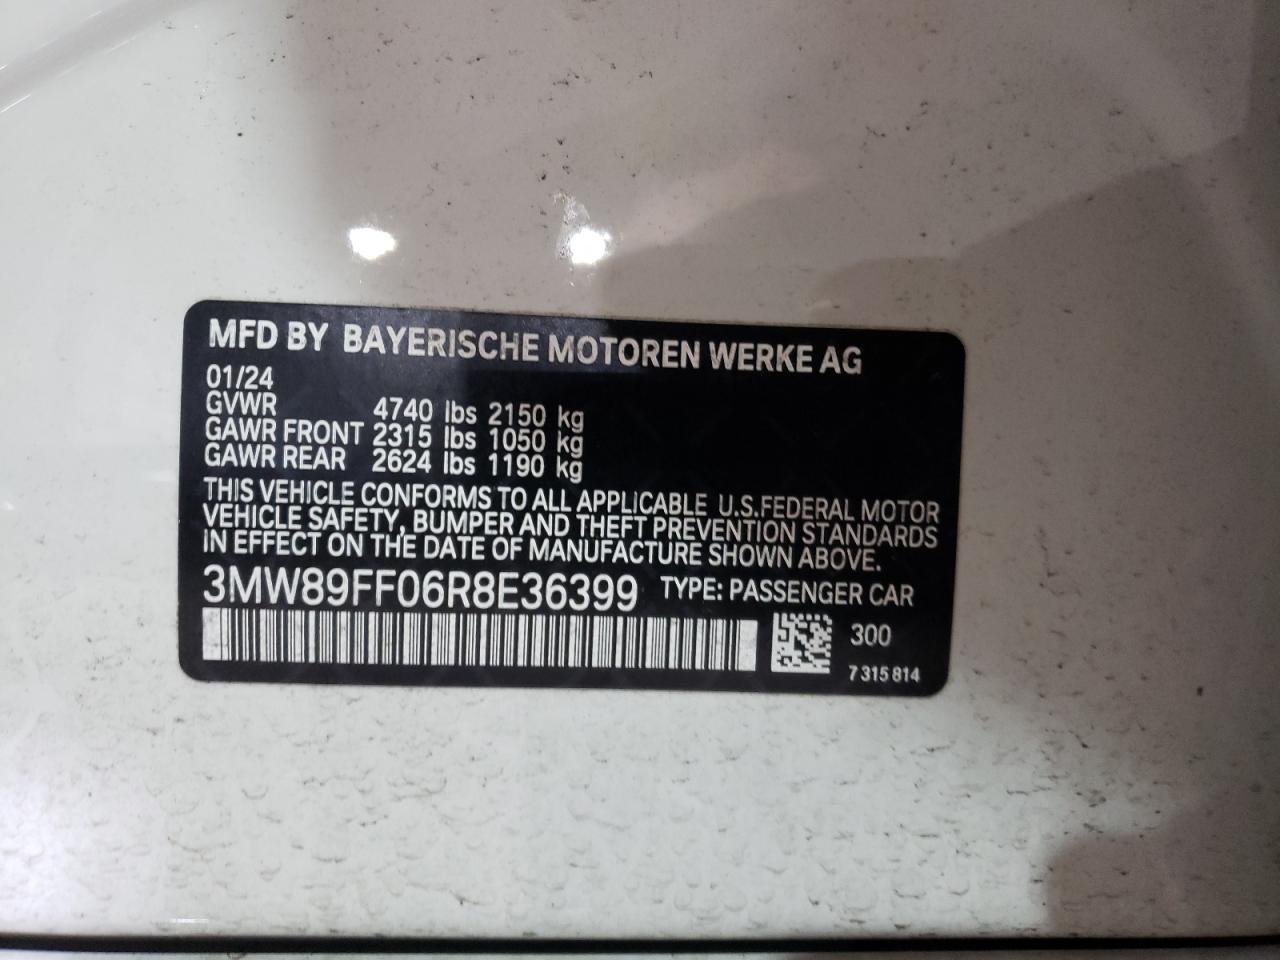 MFD BY BAYERISCHE MOTOREN WERKE AG
01/24
GVWR 4740 lbs 2150 kg
GAWR FRONT 2315 lbs 1050 kg
GAWR REAR 2624 lbs 1190 kg
THIS VEHICLE CONFORMS TO ALL APPLICABLE U.S.FEDERAL MOTOR
VEHICLE SAFETY, BUMPER AND THEFT PREVENTION STANDARDS
IN EFFECT ON THE DATE OF MANUFACTURE SHOWN ABOVE.
3MW89FF06R8E36399 TYPE: PASSENGER CAR
300
7 315 814